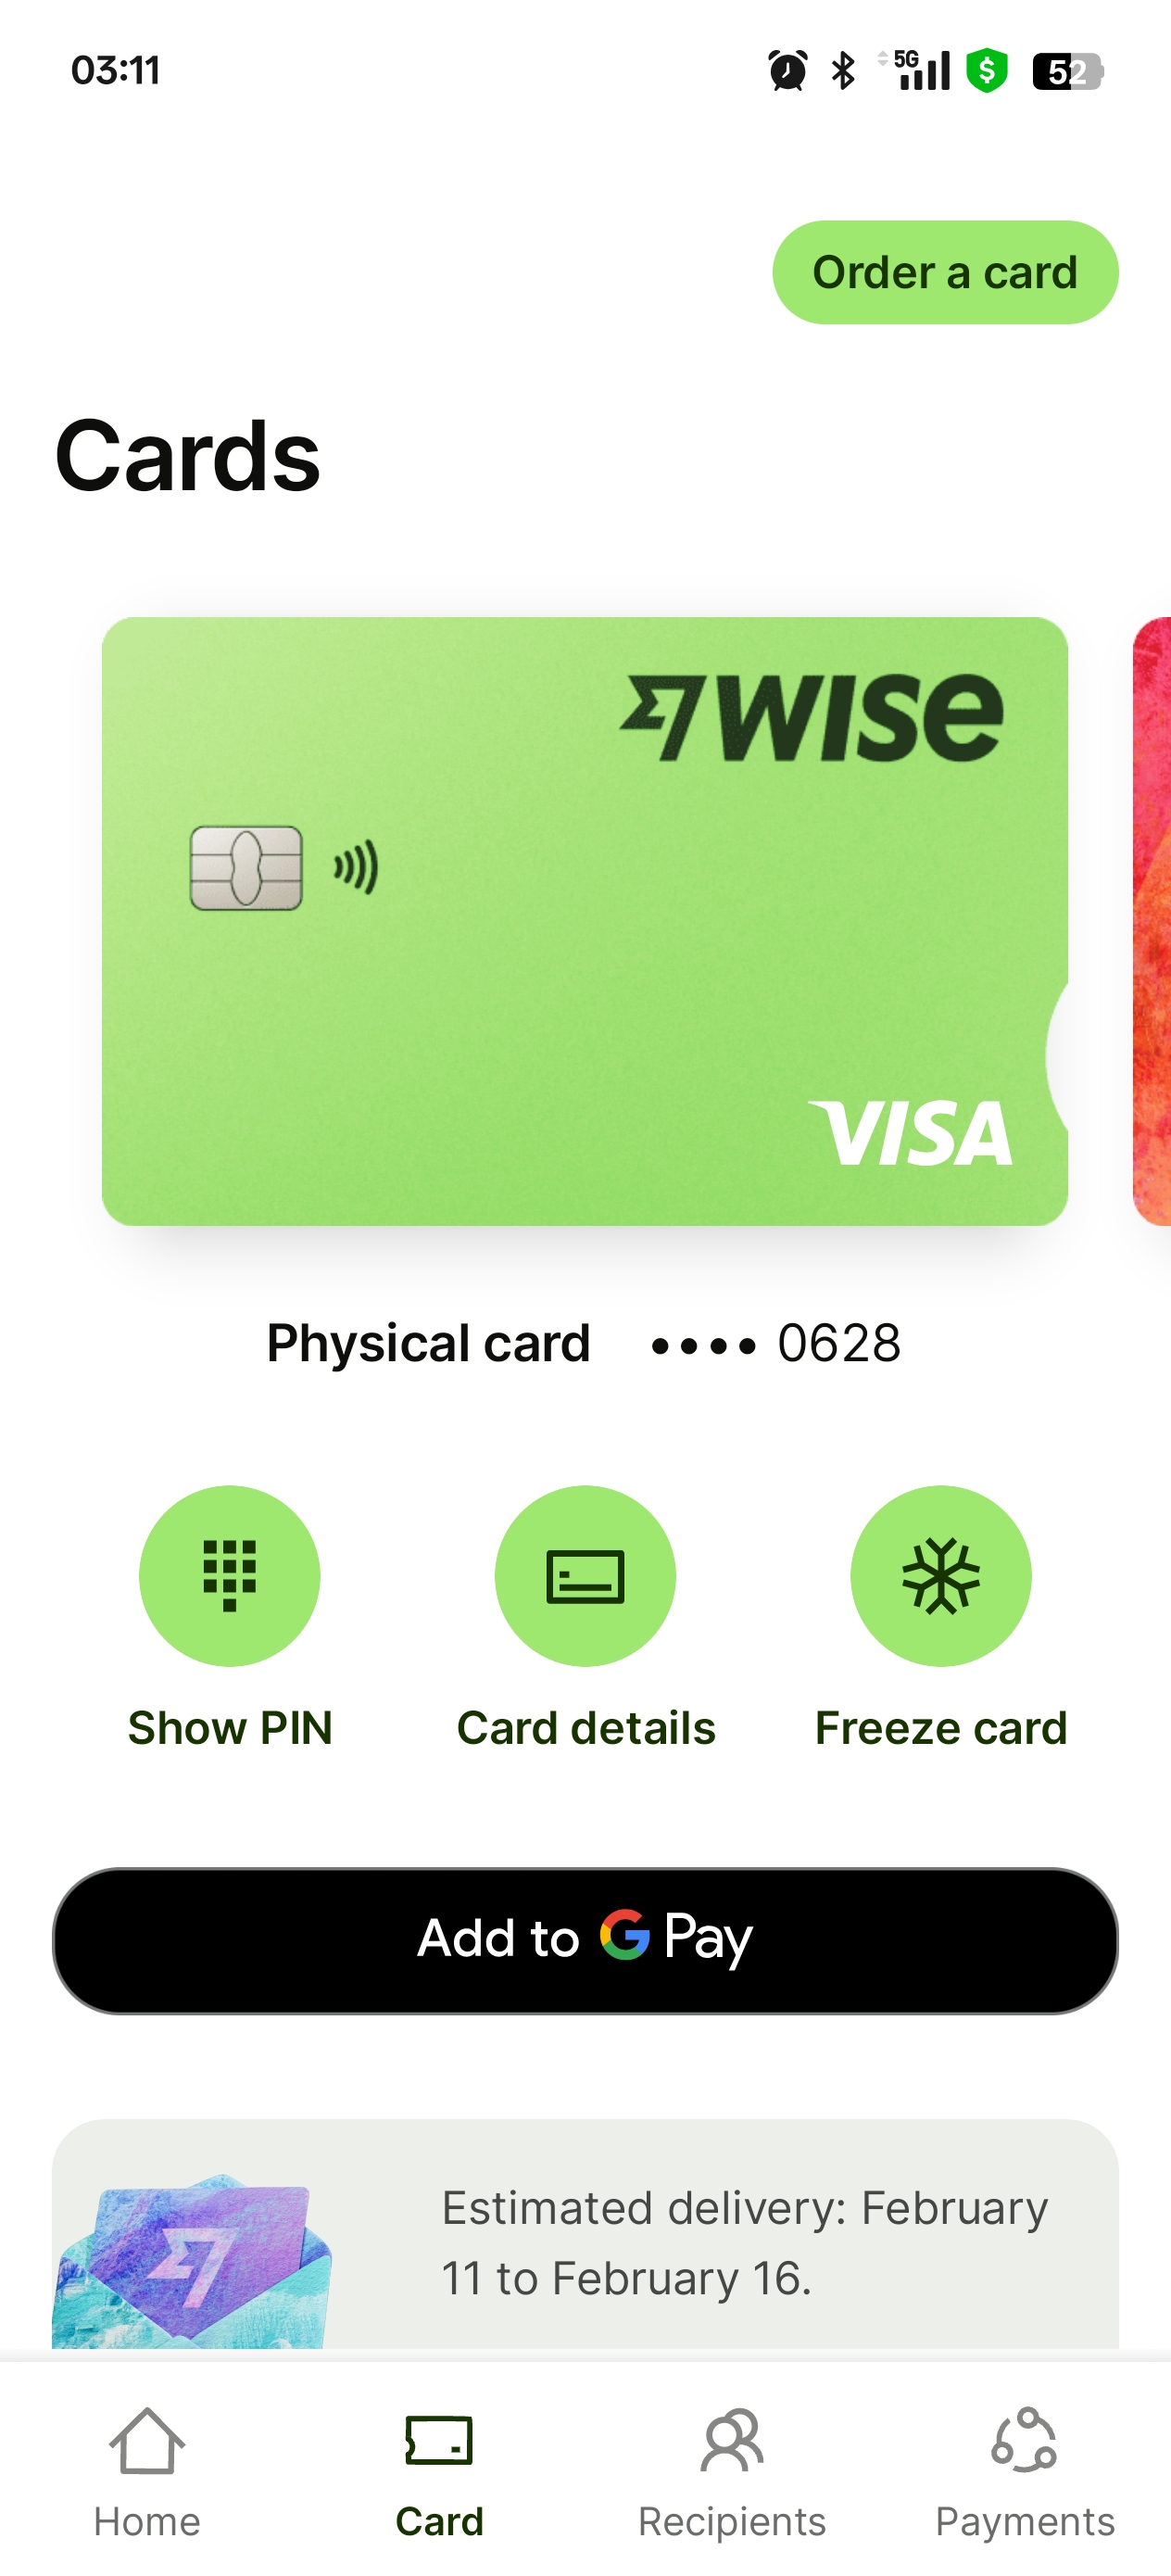 03:11
5G
$
52
Order a card
Cards
WISE
VISA
Physical card •••• 0628
Show PIN
Card details
Freeze card
Add to G Pay
Estimated delivery: February
11 to February 16.
Home
Card
Recipients
Payments